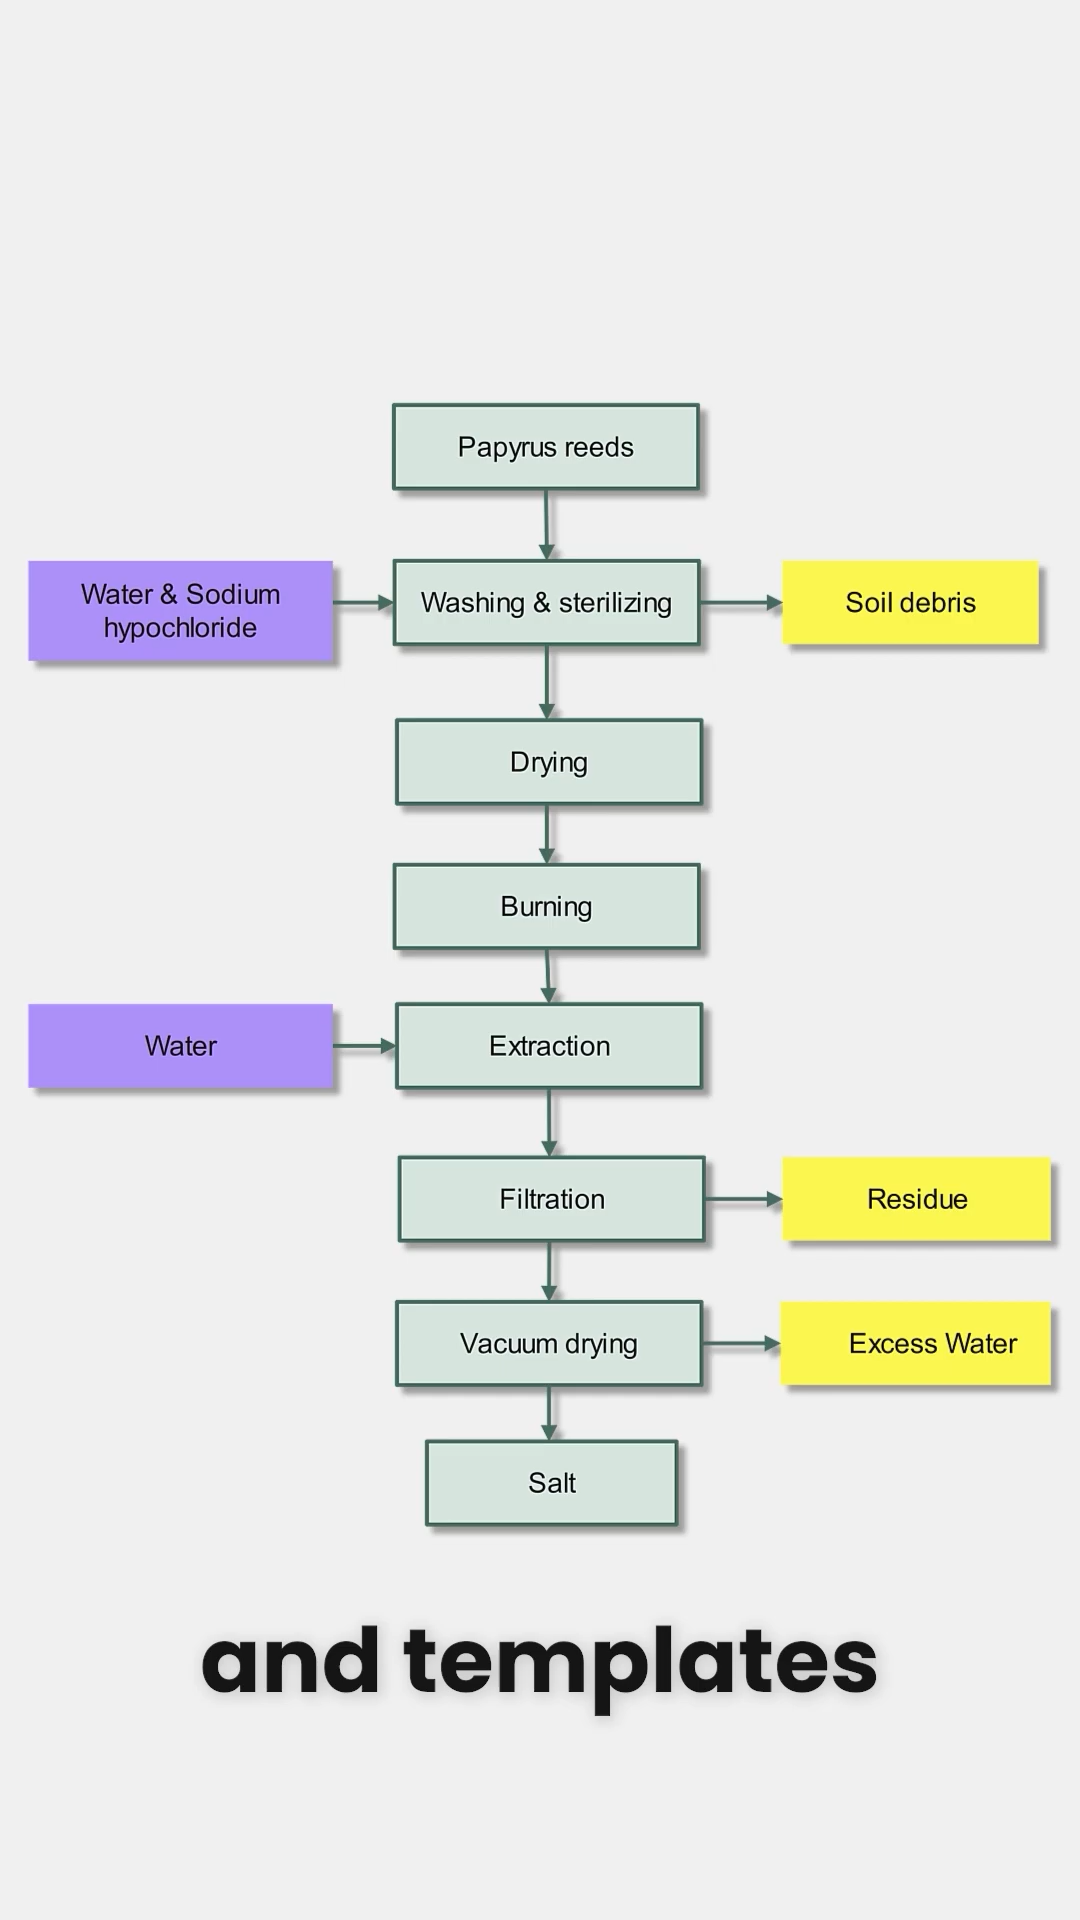 Papyrus reeds
Water & Sodium
hypochloride
Washing & sterilizing
Soil debris
Drying
Burning
Water
Extraction
Filtration
Residue
Vacuum drying
Excess Water
Salt
and templates